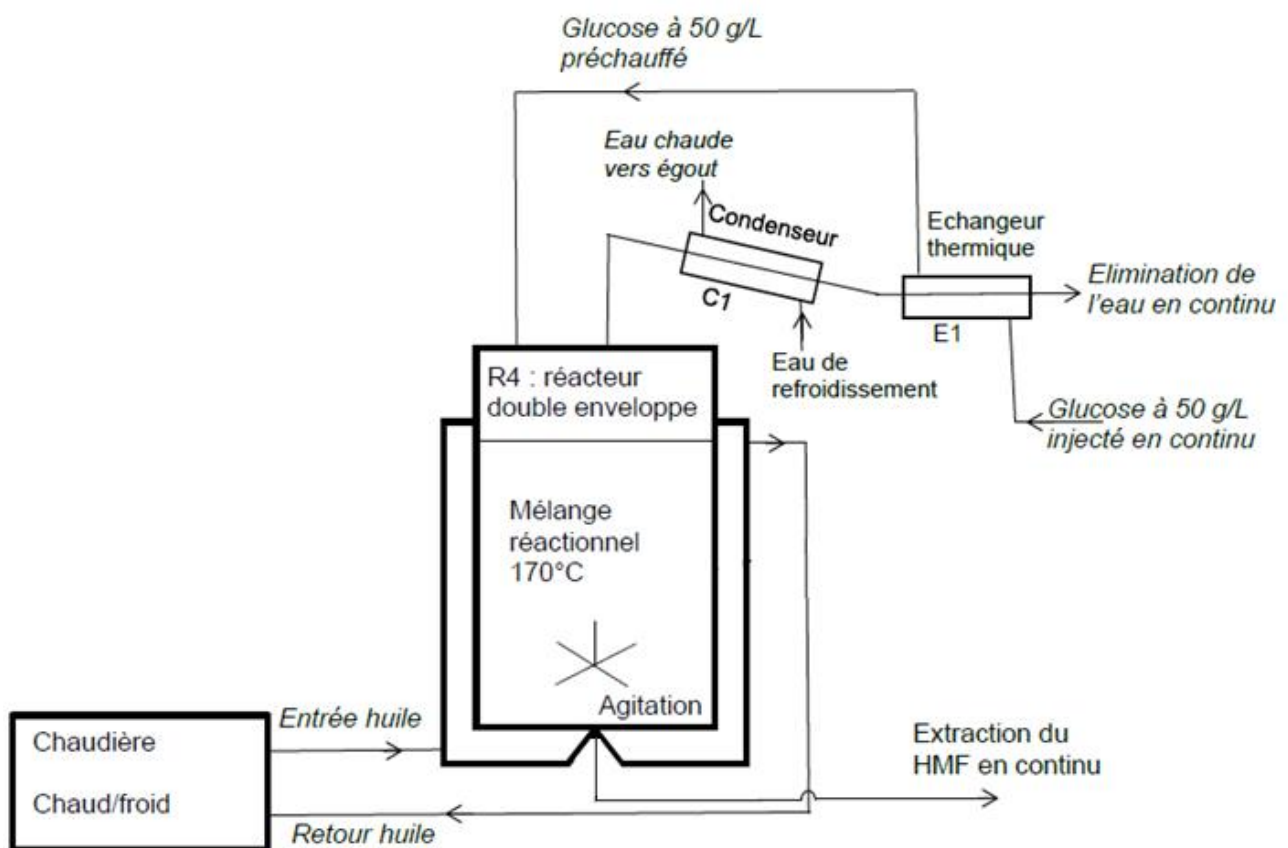 Glucose à 50 g/L
préchauffé
Eau chaude
vers égout
Condenseur
C1
Echangeur
thermique
E1
Elimination de
l'eau en continu
Eau de
refroidissement
Glucose à 50 g/L
injecté en continu
R4 : réacteur
double enveloppe
Mélange
réactionnel
170°C
Agitation
Entrée huile
Chaudière
Chaud/froid
Retour huile
Extraction du
HMF en continu